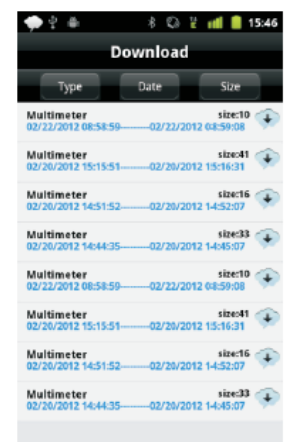 15:46
Download
Type Date Size
Multimeter size:10
02/22/2012 08:58:59--------02/22/2012 08:59:08
Multimeter size:41
02/20/2012 15:15:51--------02/20/2012 15:16:31
Multimeter size:16
02/20/2012 14:51:52--------02/20/2012 14:52:07
Multimeter size:33
02/20/2012 14:44:35--------02/20/2012 14:45:07
Multimeter size:10
02/22/2012 08:58:59--------02/22/2012 08:59:08
Multimeter size:41
02/20/2012 15:15:51--------02/20/2012 15:16:31
Multimeter size:16
02/20/2012 14:51:52--------02/20/2012 14:52:07
Multimeter size:33
02/20/2012 14:44:35--------02/20/2012 14:45:07